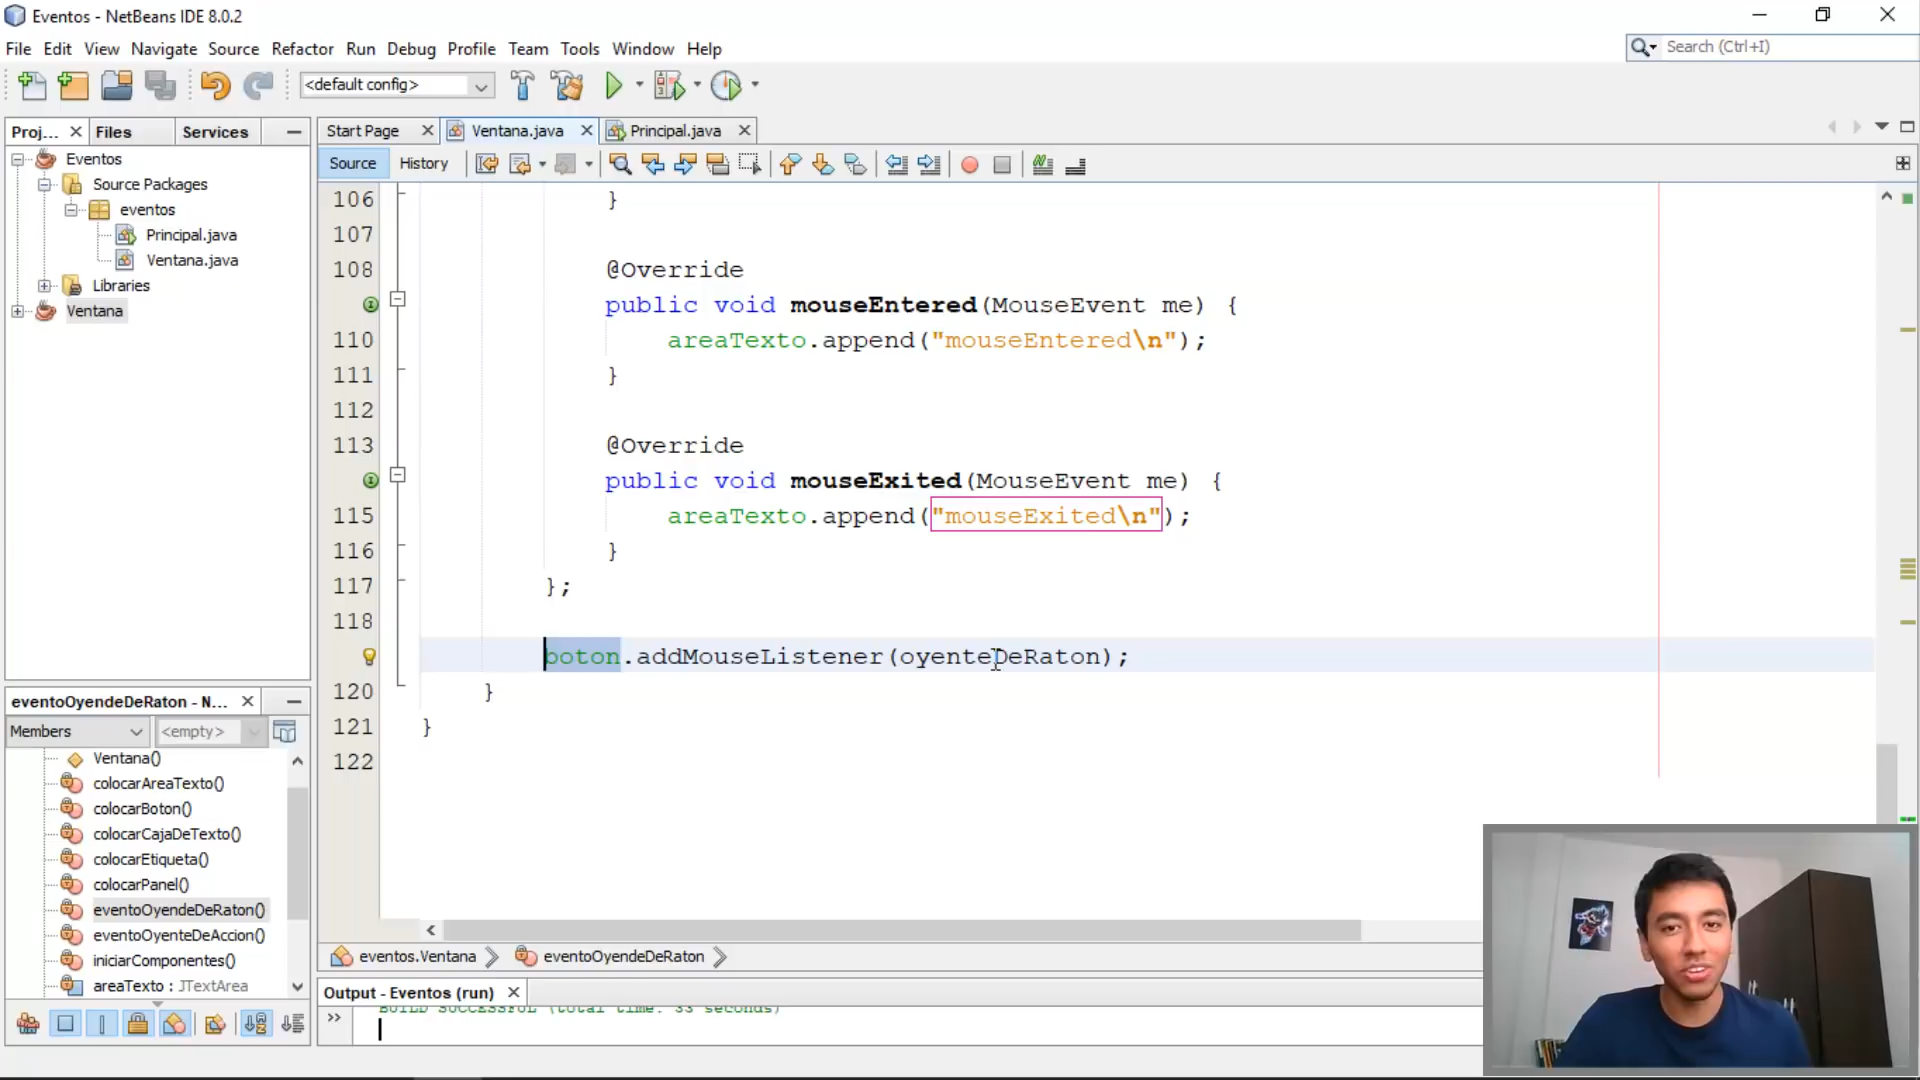 Eventos - NetBeans IDE 8.0.2
File Edit View Navigate Source Refactor Run Debug Profile Team Tools Window Help
Search (Ctrl+I)
<default config>
Proj... Files Services
Eventos
Source Packages
eventos
Principal.java
Ventana.java
Libraries
Ventana
Start Page Ventana.java Principal.java
Source History
106 }
107
108 @Override
public void mouseEntered(MouseEvent me) {
110 areaTexto.append("mouseEntered\n");
111 }
112
113 @Override
public void mouseExited(MouseEvent me) {
115 areaTexto.append("mouseExited\n");
116 }
117 };
118
boton.addMouseListener(oyenteDeRaton);
120 }
121 }
122
eventoOyendeDeRaton - N...
Members <empty>
Ventana()
colocarAreaTexto()
colocarBoton()
colocarCajaDeTexto()
colocarEtiqueta()
colocarPanel()
eventoOyendeDeRaton()
eventoOyenteDeAccion()
iniciarComponentes()
areaTexto : JTextArea
eventos.Ventana eventoOyendeDeRaton
Output - Eventos (run)
BUILD SUCCESSFUL (total time: 33 seconds)